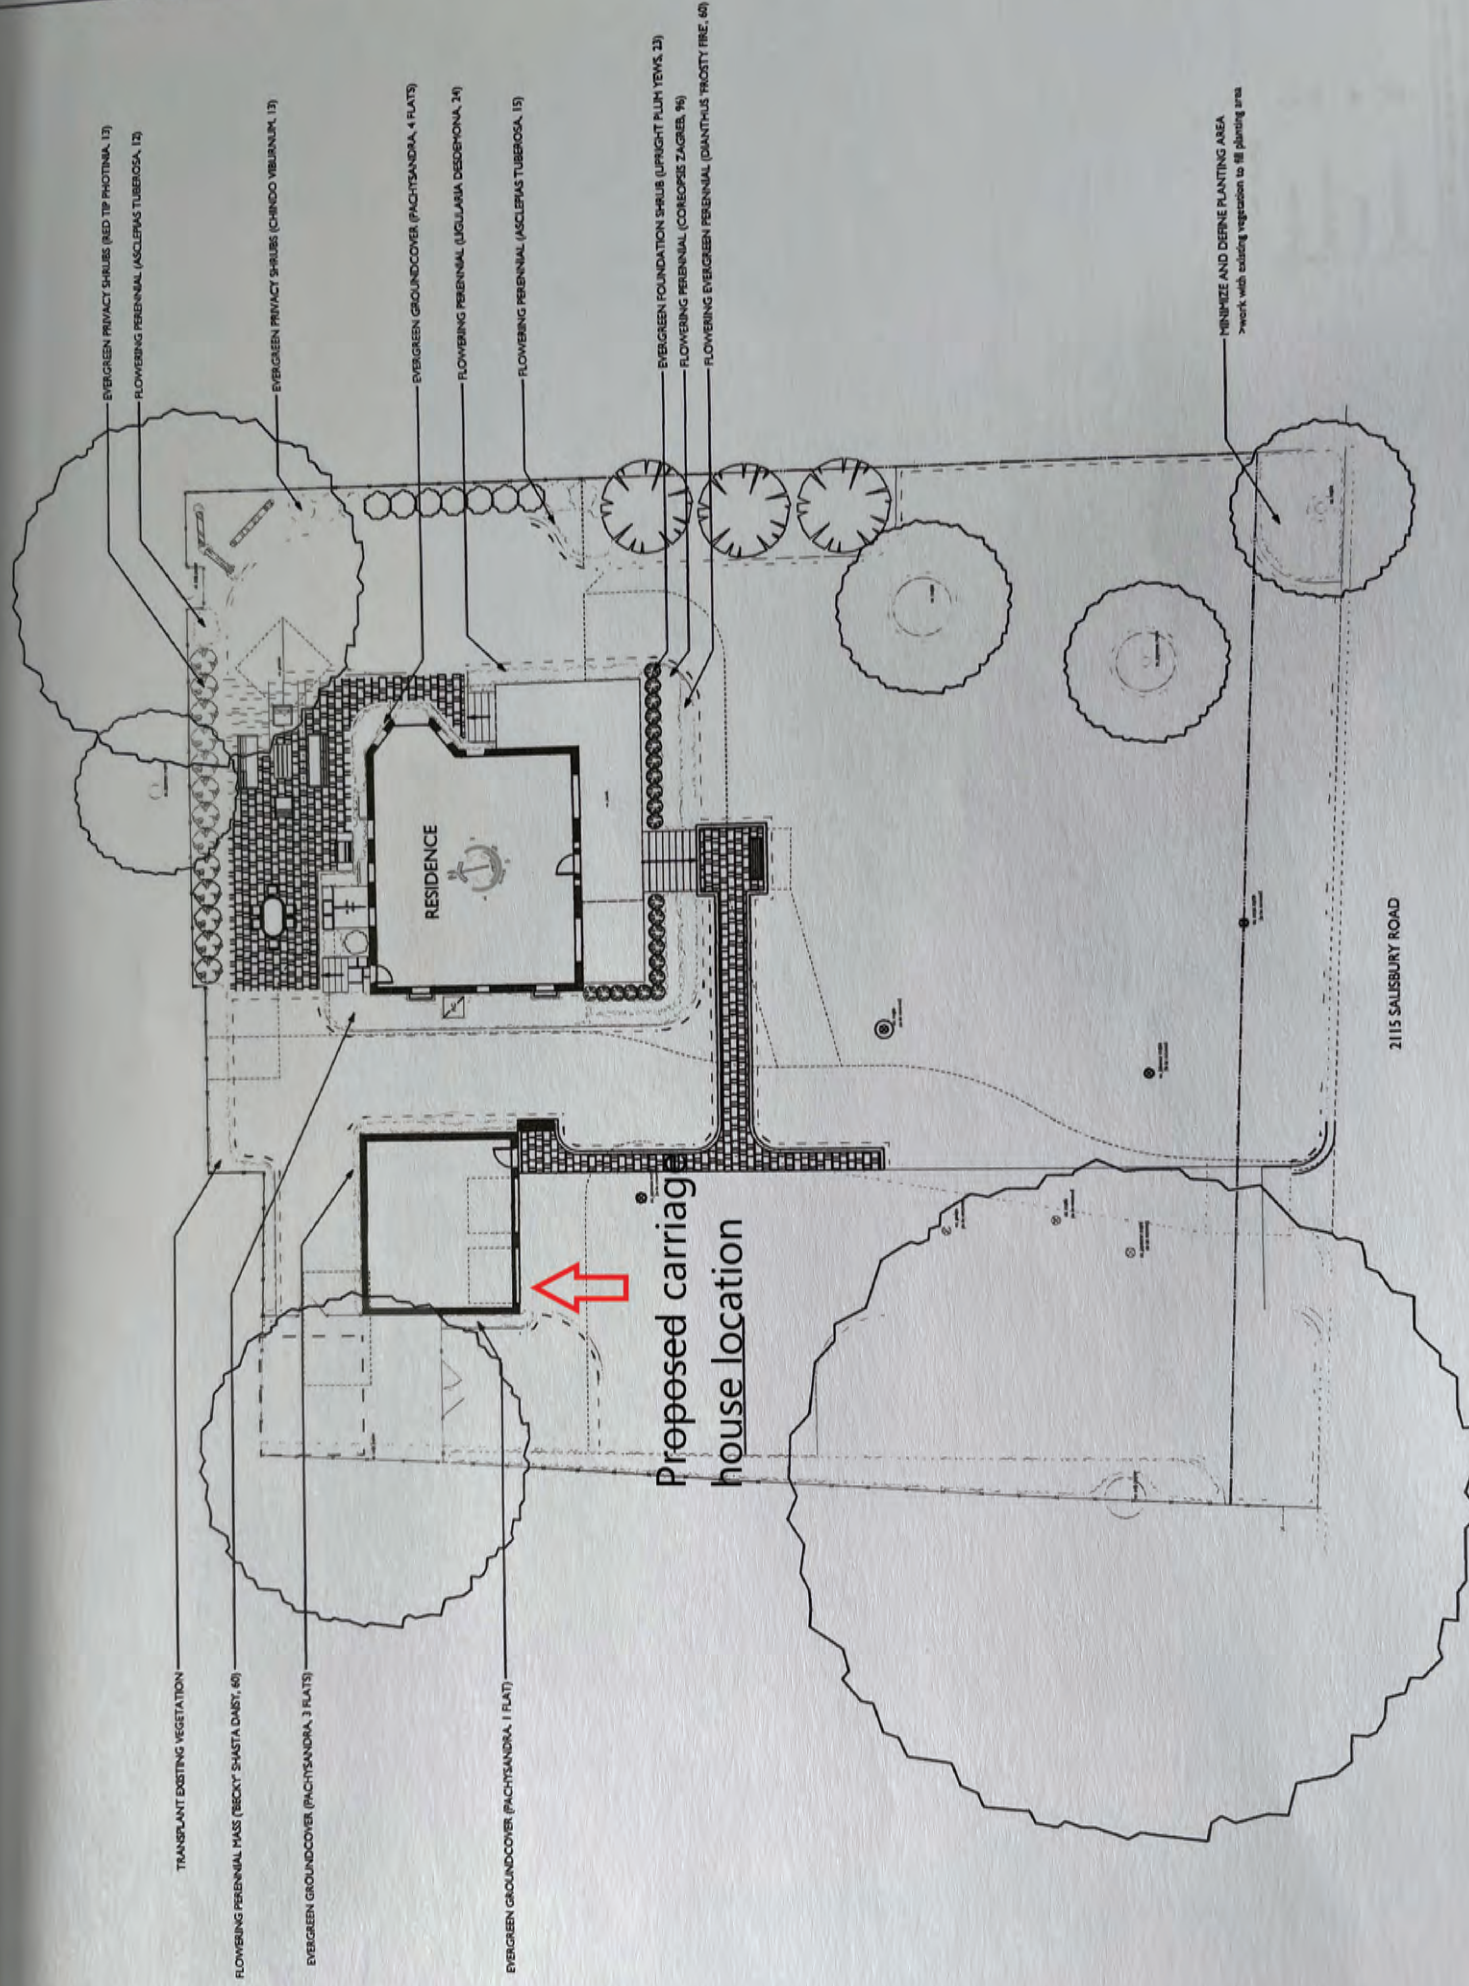 EVERGREEN PRIVACY SHRUBS (RED TIP PHOTINIA, 13)
FLOWERING PERENNIAL (ASCLEPIAS TUBEROSA, 12)
EVERGREEN PRIVACY SHRUBS (CHINDO VIBURNUM, 13)
EVERGREEN GROUNDCOVER (PACHYSANDRA, 4 FLATS)
FLOWERING PERENNIAL (LIGULARIA DESDEMONA, 24)
FLOWERING PERENNIAL (ASCLEPIAS TUBEROSA, 15)
EVERGREEN FOUNDATION SHRUB (UPRIGHT PLUM YEWS, 23)
FLOWERING PERENNIAL (COREOPSIS ZAGREB, 96)
FLOWERING EVERGREEN PERENNIAL (DIANTHUS 'FROSTY FIRE', 60)
MINIMIZE AND DEFINE PLANTING AREA
>work with existing vegetation to fill planting area
RESIDENCE
Proposed carriage
house location
2115 SALISBURY ROAD
TRANSPLANT EXISTING VEGETATION
FLOWERING PERENNIAL MASS ('BECKY' SHASTA DAISY, 60)
EVERGREEN GROUNDCOVER (PACHYSANDRA, 3 FLATS)
EVERGREEN GROUNDCOVER (PACHYSANDRA, 1 FLAT)